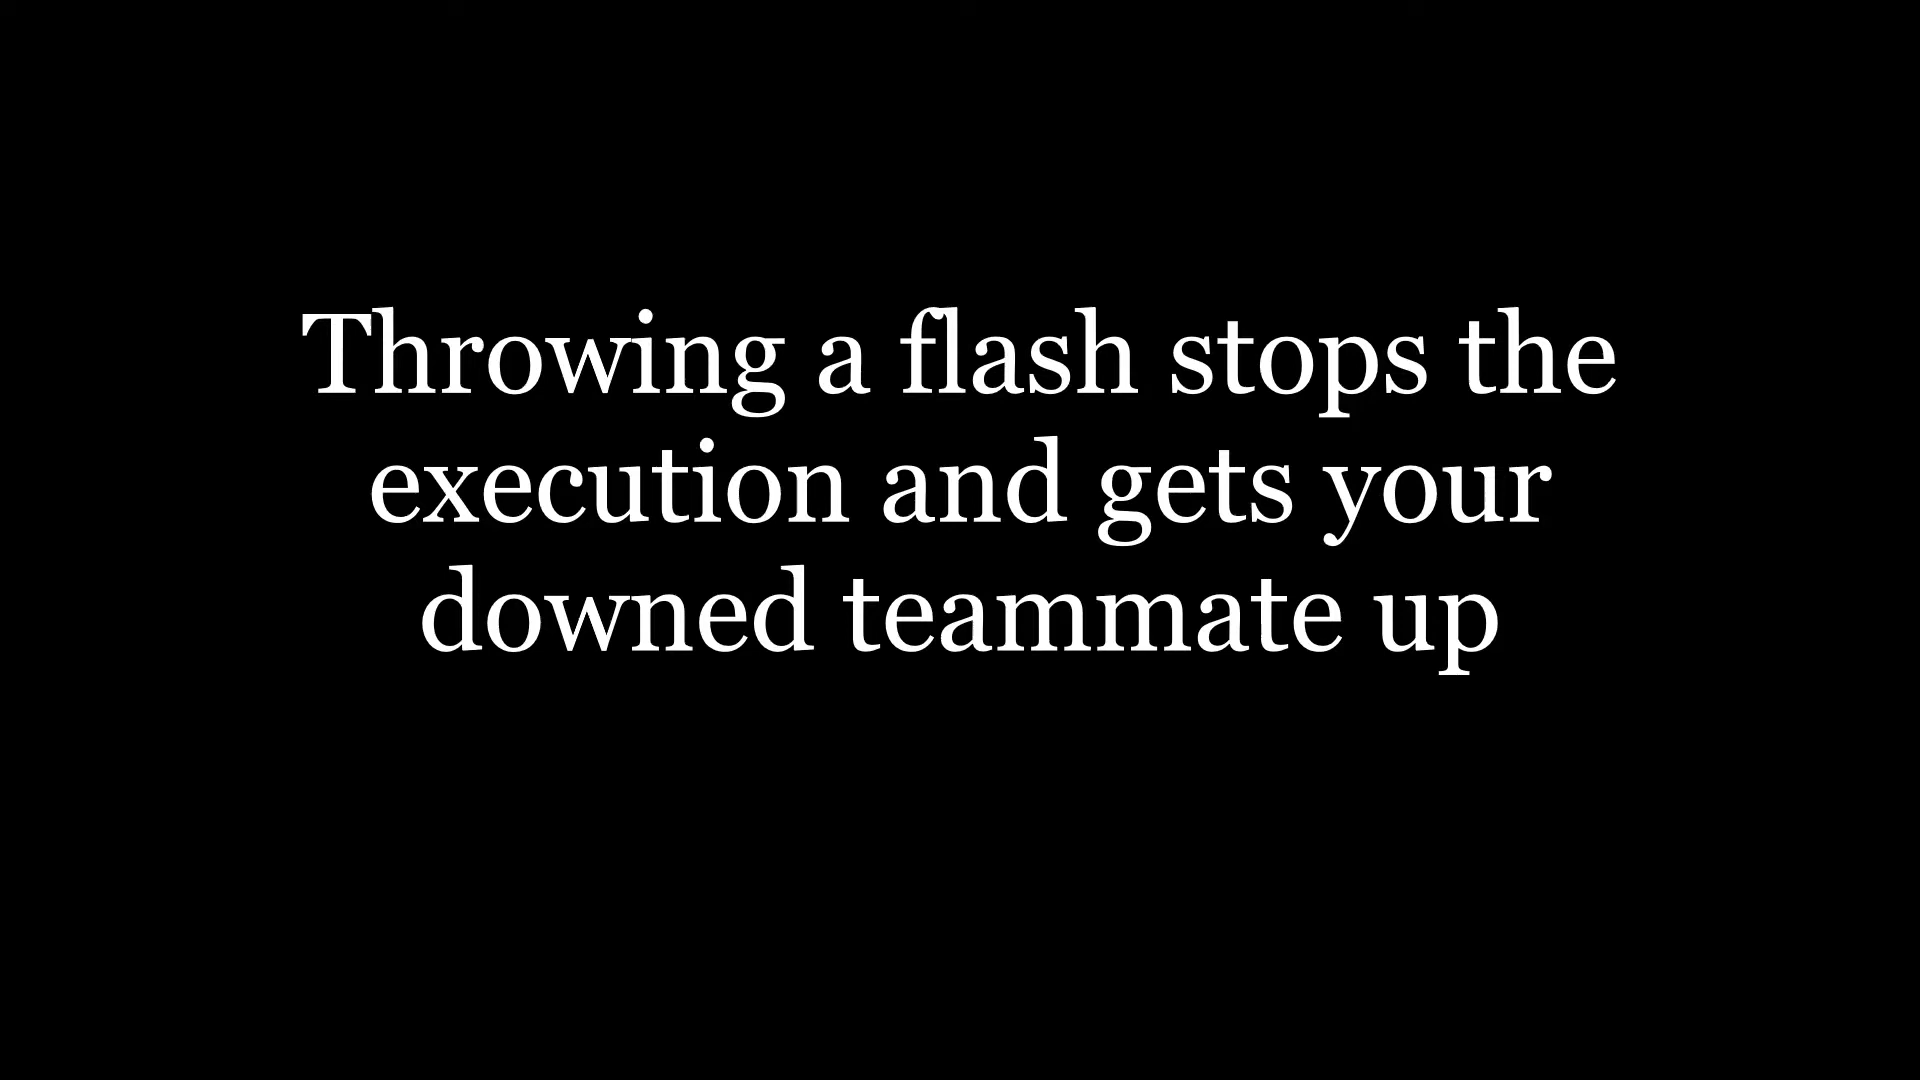 Throwing a flash stops the
execution and gets your
downed teammate up